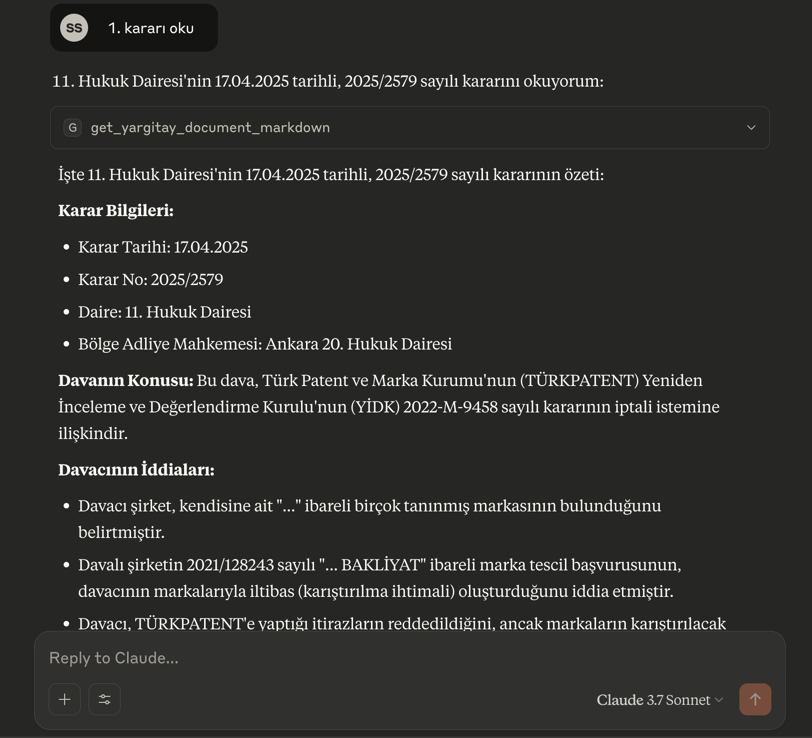 SS 1. kararı oku
11. Hukuk Dairesi'nin 17.04.2025 tarihli, 2025/2579 sayılı kararını okuyorum:
G get_yargitay_document_markdown
İşte 11. Hukuk Dairesi'nin 17.04.2025 tarihli, 2025/2579 sayılı kararının özeti:
Karar Bilgileri:
• Karar Tarihi: 17.04.2025
• Karar No: 2025/2579
• Daire: 11. Hukuk Dairesi
• Bölge Adliye Mahkemesi: Ankara 20. Hukuk Dairesi
Davanın Konusu: Bu dava, Türk Patent ve Marka Kurumu'nun (TÜRKPATENT) Yeniden
İnceleme ve Değerlendirme Kurulu'nun (YİDK) 2022-M-9458 sayılı kararının iptali istemine
ilişkindir.
Davacının İddiaları:
• Davacı şirket, kendisine ait "..." ibareli birçok tanınmış markasının bulunduğunu
belirtmiştir.
• Davalı şirketin 2021/128243 sayılı "... BAKLİYAT" ibareli marka tescil başvurusunun,
davacının markalarıyla iltibas (karıştırılma ihtimali) oluşturduğunu iddia etmiştir.
• Davacı, TÜRKPATENT'e yaptığı itirazların reddedildiğini, ancak markaların karıştırılacak
Reply to Claude...
Claude 3.7 Sonnet